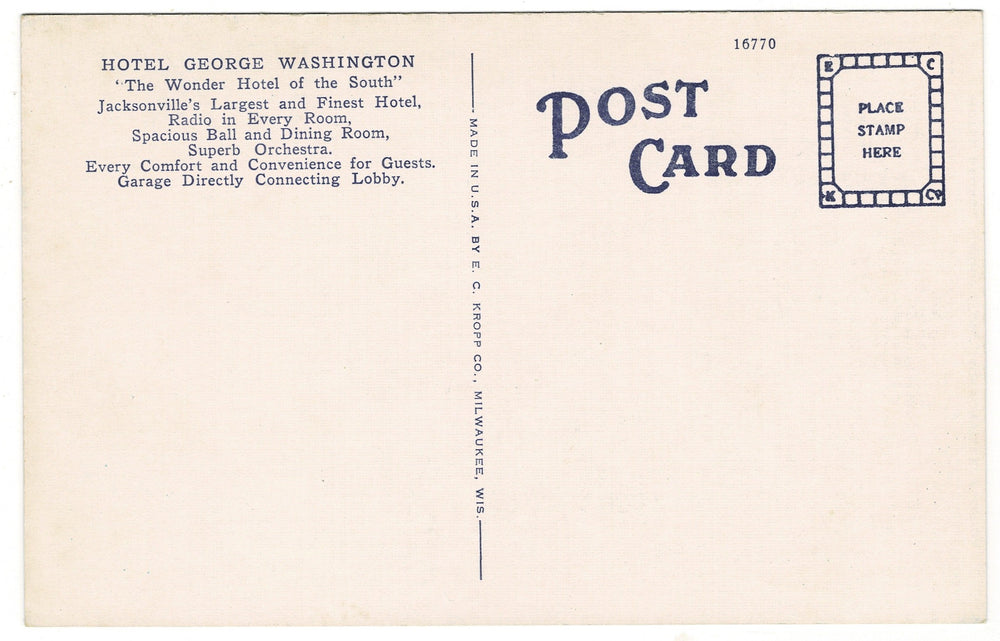 HOTEL GEORGE WASHINGTON
"The Wonder Hotel of the South"
Jacksonville's Largest and Finest Hotel,
Radio in Every Room,
Spacious Ball and Dining Room,
Superb Orchestra.
Every Comfort and Convenience for Guests.
Garage Directly Connecting Lobby.
MADE IN U.S.A. BY E. C. KROPP CO., MILWAUKEE, WIS.
16770
POST
CARD
E C
PLACE
STAMP
HERE
K Co